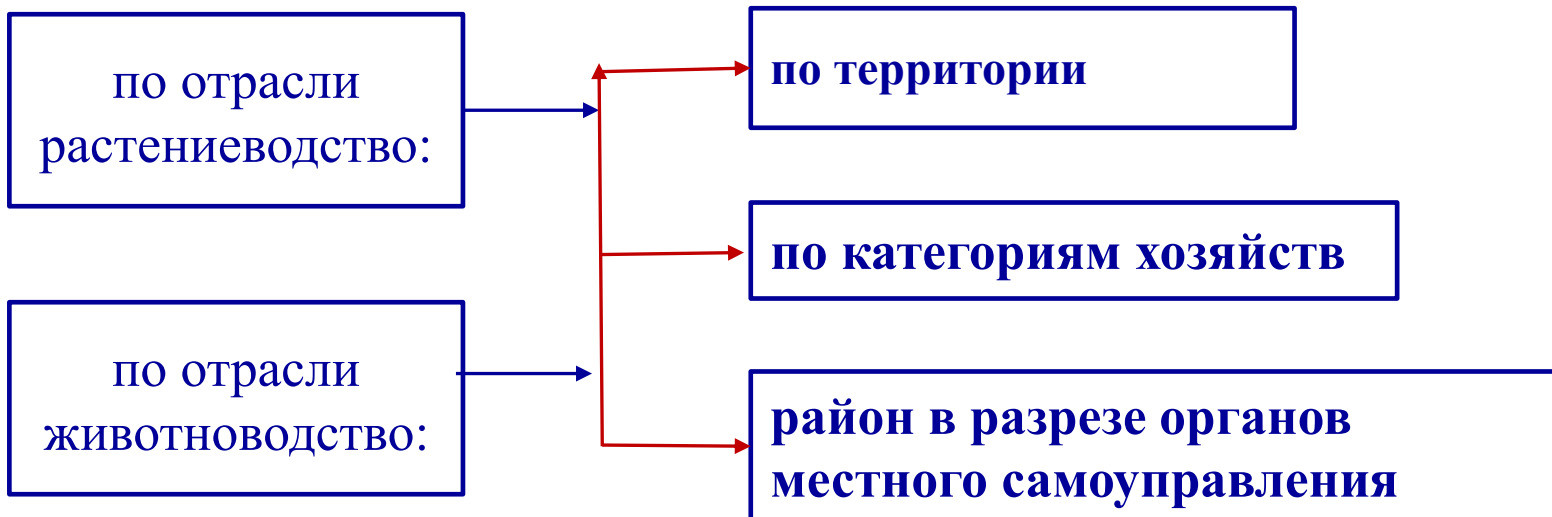 по отрасли
растениеводство:
по территории
по категориям хозяйств
по отрасли
животноводство:
район в разрезе органов
местного самоуправления